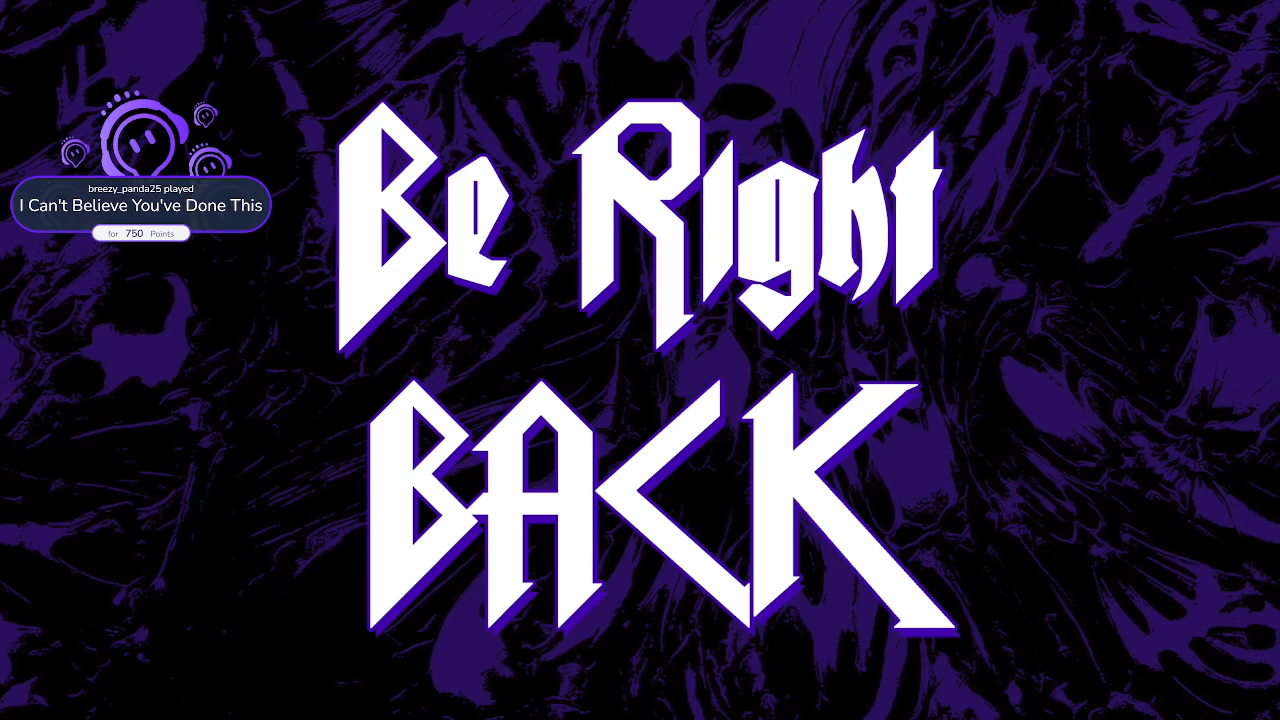 breezy_panda25 played
I Can't Believe You've Done This
for 750 Points
Be Right
BACK